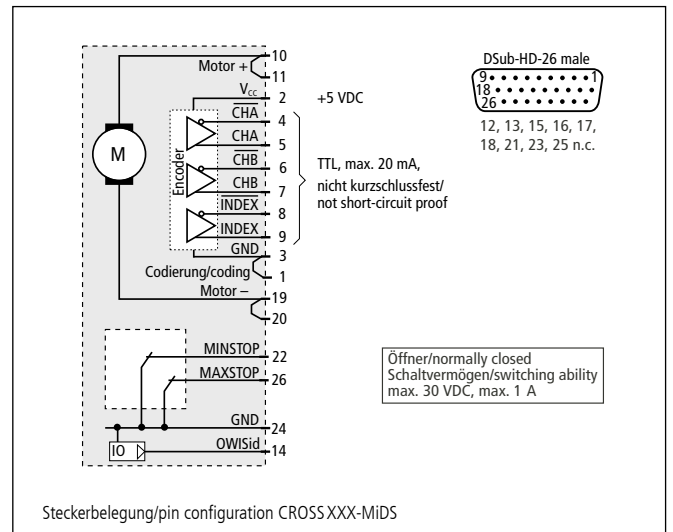 10
Motor +
11
Vcc
2
+5 VDC
CHA
4
CHA
5
CHB
6
CHB
7
INDEX
8
INDEX
9
GND
3
Codierung/coding
1
Motor –
19
20
M
Encoder
TTL, max. 20 mA,
nicht kurzschlussfest/
not short-circuit proof
DSub-HD-26 male
9 1
18
26
12, 13, 15, 16, 17,
18, 21, 23, 25 n.c.
MINSTOP
22
MAXSTOP
26
GND
24
OWISid
14
IO
Öffner/normally closed
Schaltvermögen/switching ability
max. 30 VDC, max. 1 A
Steckerbelegung/pin configuration CROSS XXX-MiDS